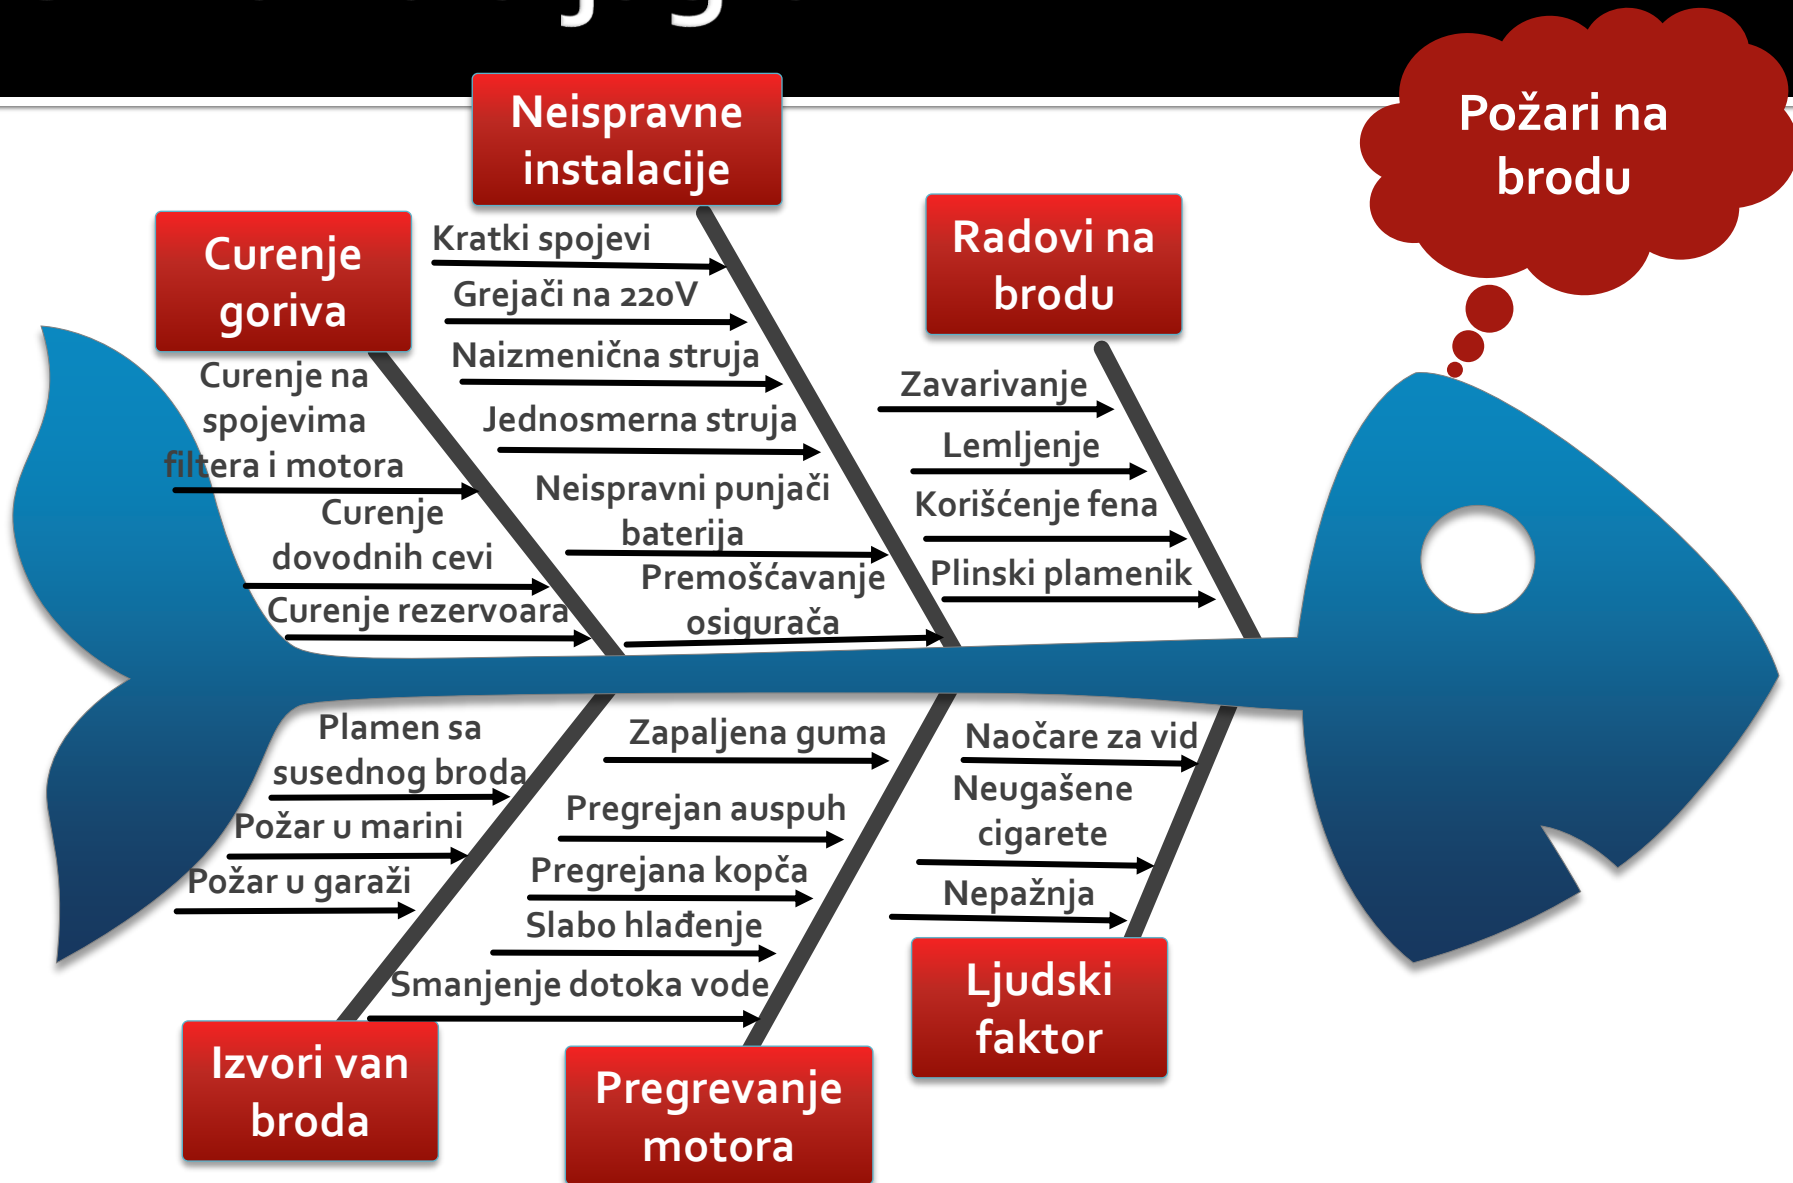 Neispravne
instalacije
Požari na
brodu
Curenje
goriva
Radovi na
brodu
Kratki spojevi
Grejači na 220V
Naizmenična struja
Jednosmerna struja
Neispravni punjači
baterija
Premošćavanje
osigurača
Curenje na
spojevima
filtera i motora
Curenje
dovodnih cevi
Curenje rezervoara
Zavarivanje
Lemljenje
Korišćenje fena
Plinski plamenik
Plamen sa
susednog broda
Požar u marini
Požar u garaži
Zapaljena guma
Pregrejan auspuh
Pregrejana kopča
Slabo hlađenje
Smanjenje dotoka vode
Naočare za vid
Neugašene
cigarete
Nepažnja
Izvori van
broda
Pregrevanje
motora
Ljudski
faktor